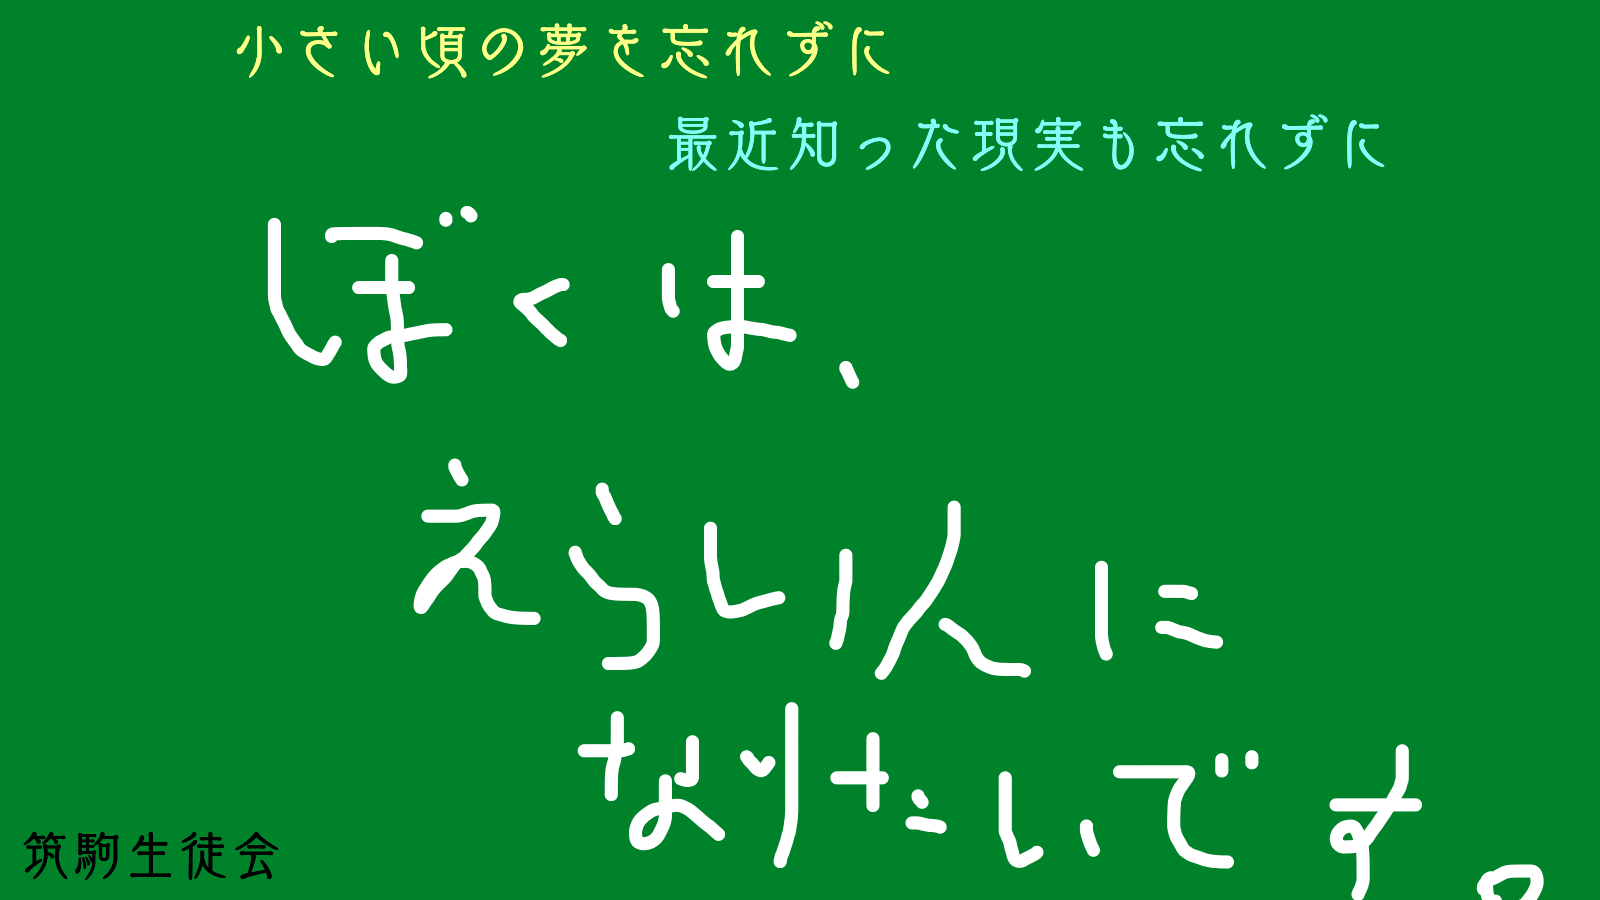 小さい頃の夢を忘れずに
最近知った現実も忘れずに
ぼくは、
えらい人に
なりたいです。
筑駒生徒会